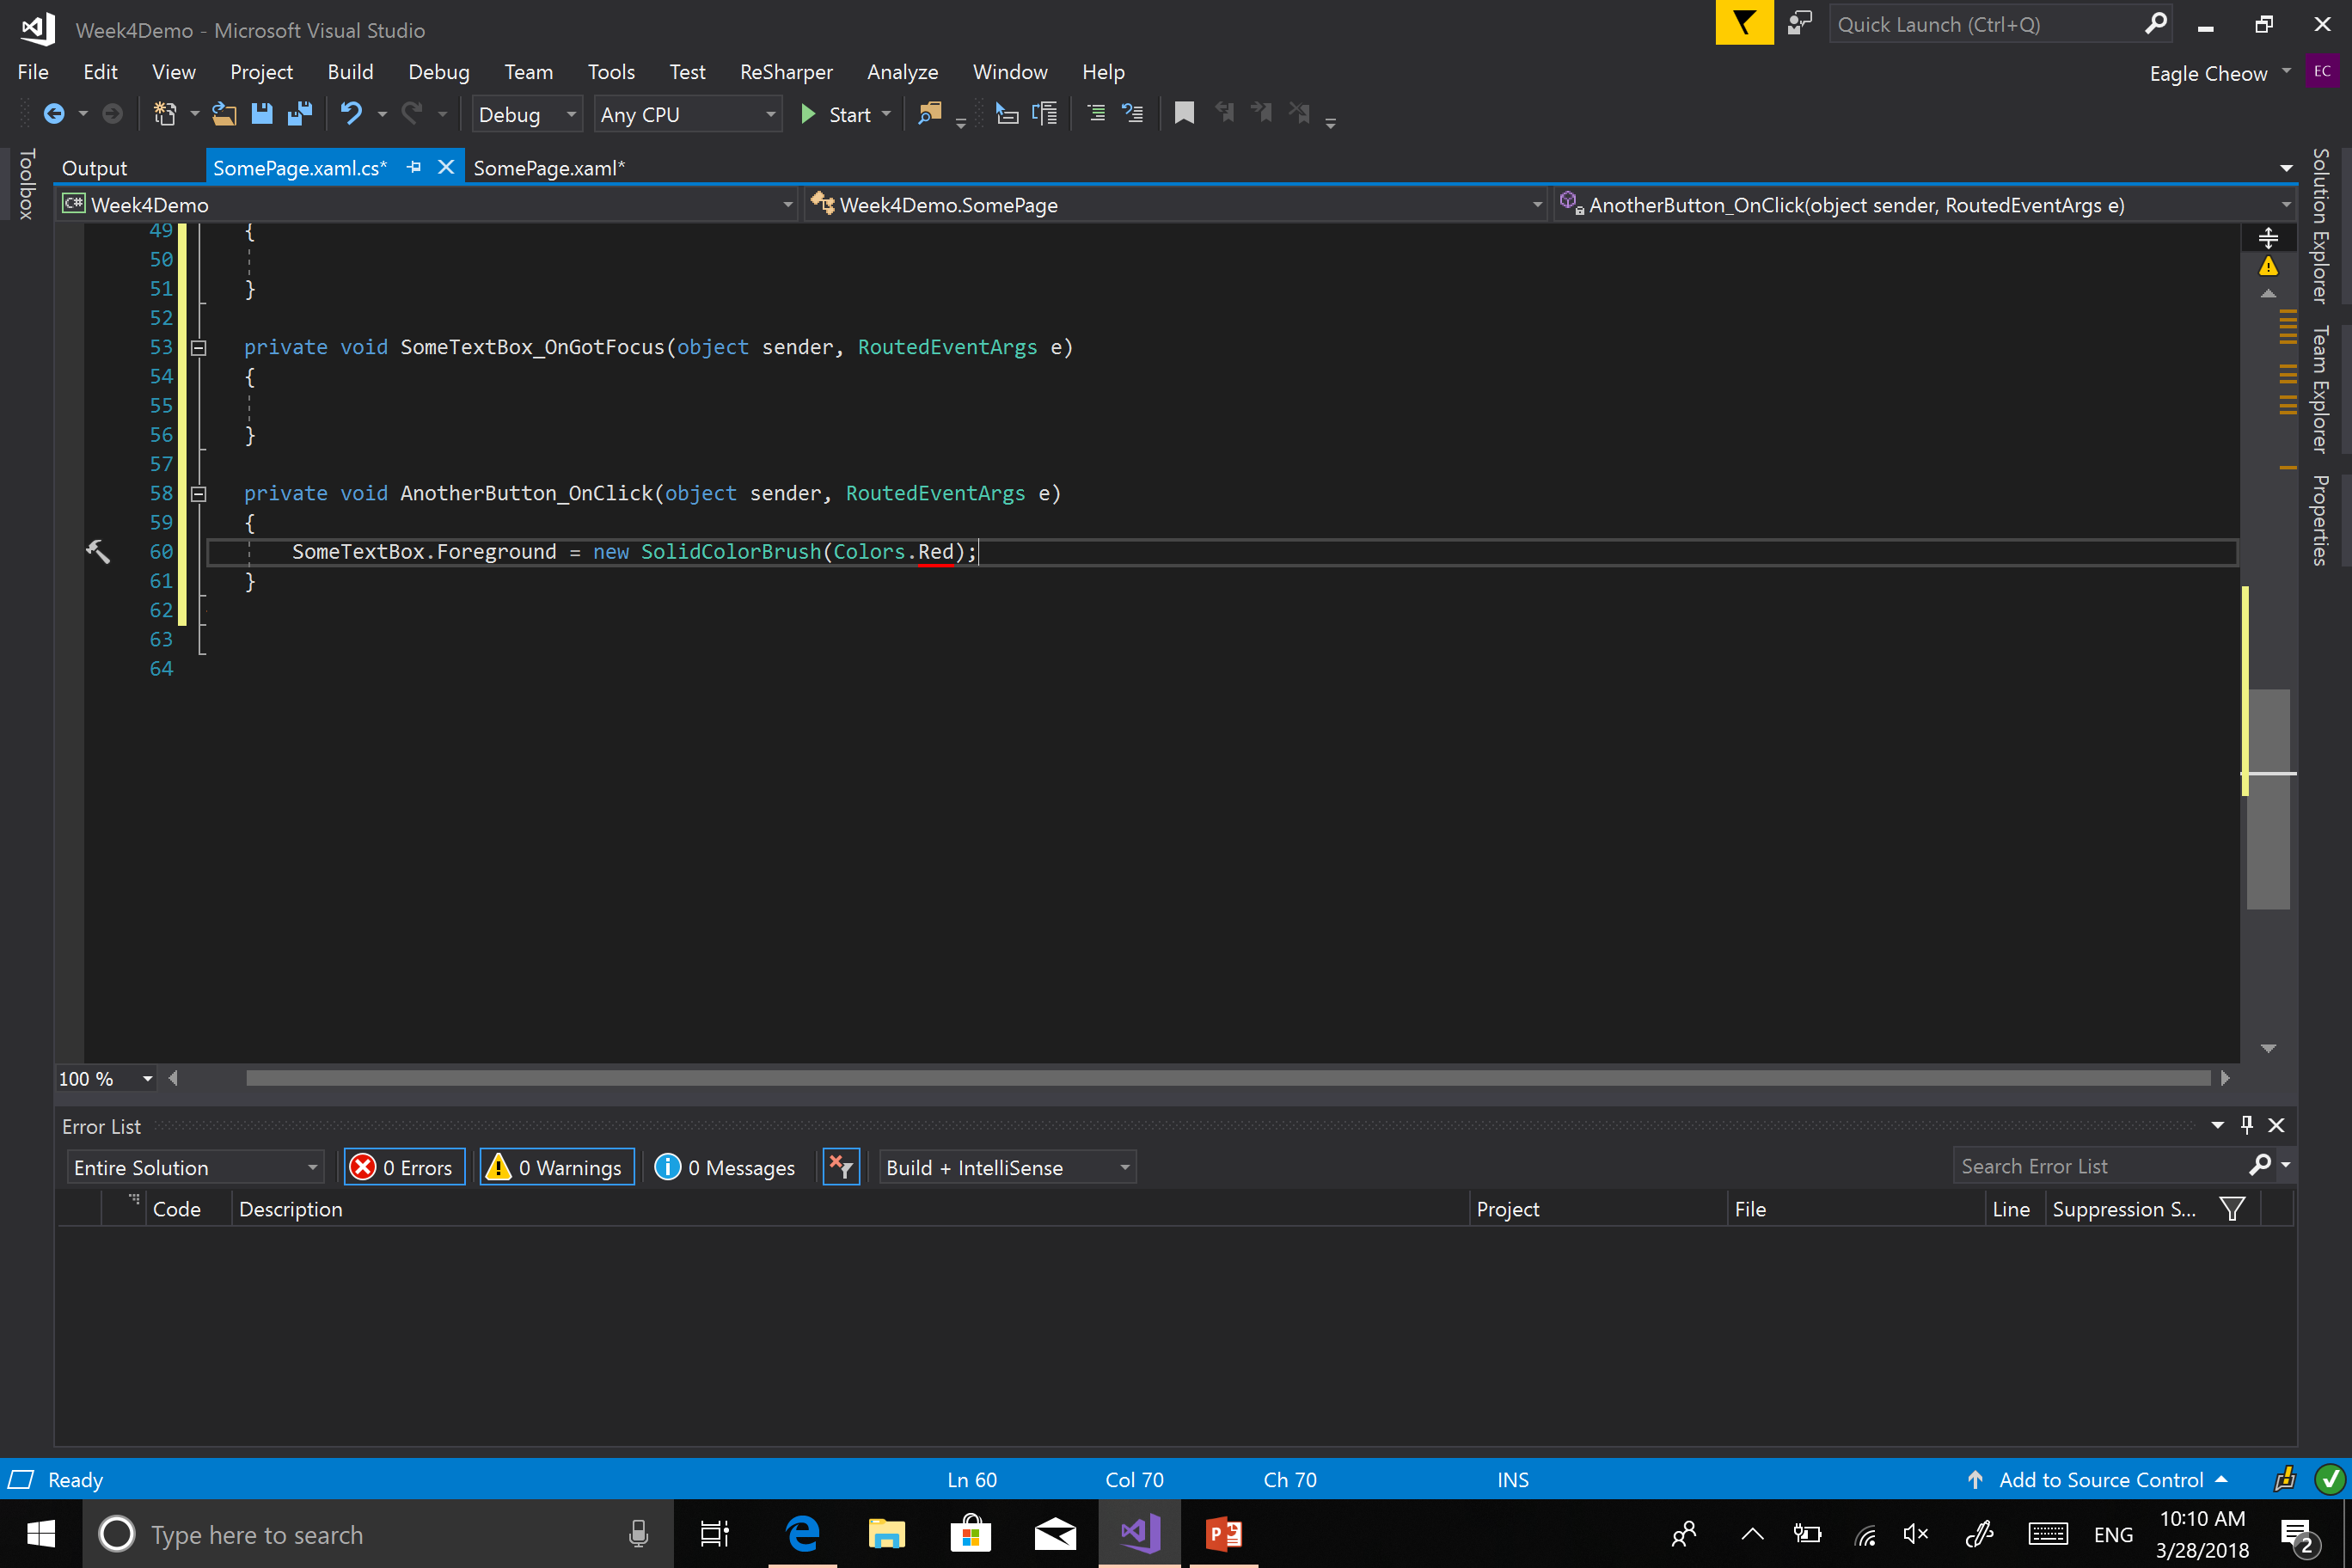 Week4Demo - Microsoft Visual Studio
Quick Launch (Ctrl+Q)
File Edit View Project Build Debug Team Tools Test ReSharper Analyze Window Help
Eagle Cheow EC
Debug Any CPU Start
Toolbox
Output SomePage.xaml.cs* SomePage.xaml*
C# Week4Demo Week4Demo.SomePage AnotherButton_OnClick(object sender, RoutedEventArgs e)
Solution Explorer
Team Explorer
Properties
49 {
50
51 }
52
53 private void SomeTextBox_OnGotFocus(object sender, RoutedEventArgs e)
54 {
55
56 }
57
58 private void AnotherButton_OnClick(object sender, RoutedEventArgs e)
59 {
60 SomeTextBox.Foreground = new SolidColorBrush(Colors.Red);
61 }
62
63
64
100 %
Error List
Entire Solution 0 Errors 0 Warnings 0 Messages Build + IntelliSense Search Error List
Code Description Project File Line Suppression S...
Ready Ln 60 Col 70 Ch 70 INS Add to Source Control
Type here to search
ENG
10:10 AM
3/28/2018
2